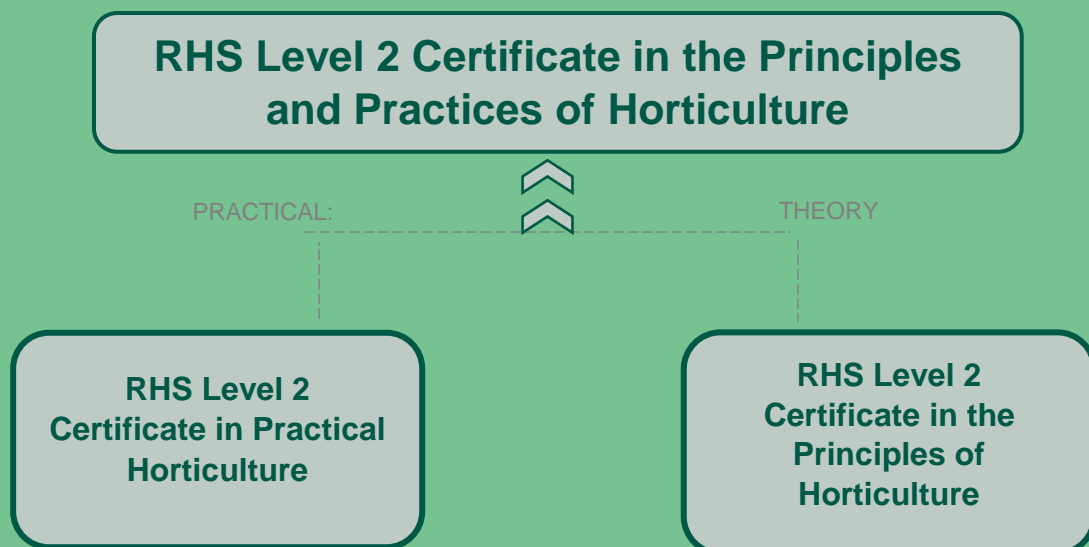 RHS Level 2 Certificate in the Principles
and Practices of Horticulture
PRACTICAL:
THEORY
RHS Level 2
Certificate in Practical
Horticulture
RHS Level 2
Certificate in the
Principles of
Horticulture